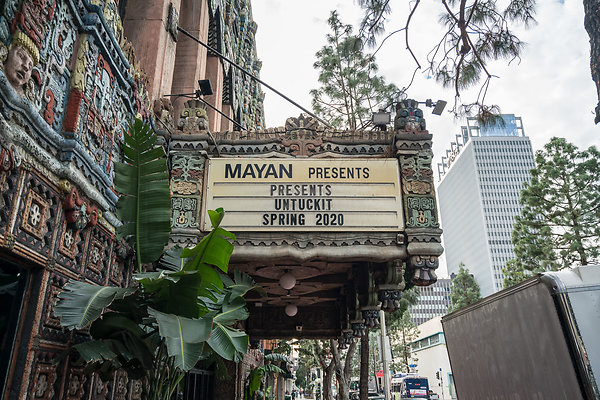 MAYAN PRESENTS
PRESENTS
UNTUCKIT
SPRING 2020